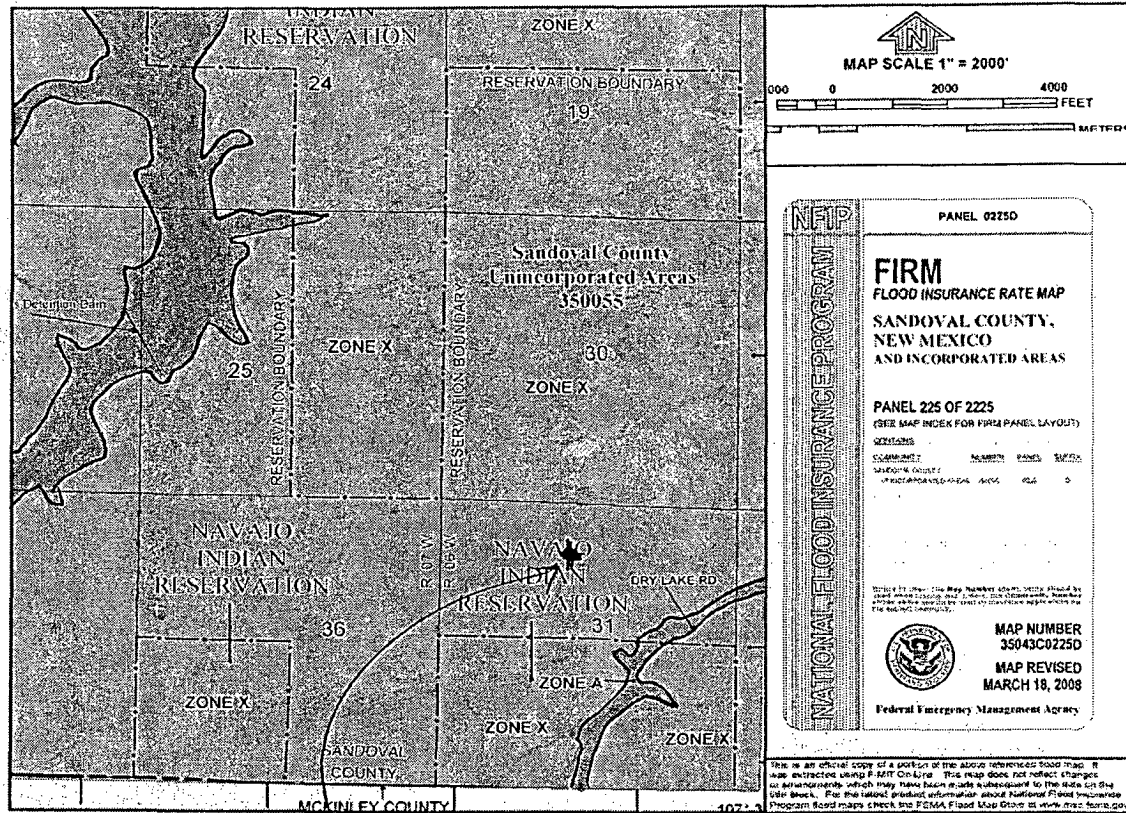 INDIAN
RESERVATION
ZONE X
24
RESERVATION BOUNDARY
19
Sandoval County
Unincorporated Areas
350055
Detention Basin
RESERVATION BOUNDARY
ZONE X
RESERVATION BOUNDARY
30
25
ZONE X
NAVAJO
INDIAN
RESERVATION
R 07 W
R 06 W
NAVAJO
INDIAN
RESERVATION
DRY LAKE RD
36
31
ZONE A
ZONE X
ZONE X
ZONE X
SANDOVAL
COUNTY
MCKINLEY COUNTY
N
MAP SCALE 1" = 2000'
000 0 2000 4000
FEET
METERS
NFIP
NATIONAL FLOOD INSURANCE PROGRAM
PANEL 0225D
FIRM
FLOOD INSURANCE RATE MAP
SANDOVAL COUNTY,
NEW MEXICO
AND INCORPORATED AREAS
PANEL 225 OF 2225
(SEE MAP INDEX FOR FIRM PANEL LAYOUT)
CONTAINS
COMMUNITY NUMBER PANEL SUFFIX
MAP NUMBER
35043C0225D
MAP REVISED
MARCH 18, 2008
Federal Emergency Management Agency
This is an official copy of a portion of the above referenced flood map. It
was extracted using F-MIT On-Line. This map does not reflect changes
or amendments which may have been made subsequent to the date on the
title block. For the latest product information about National Flood Insurance
Program flood maps check the FEMA Flood Map Store at www.msc.fema.gov